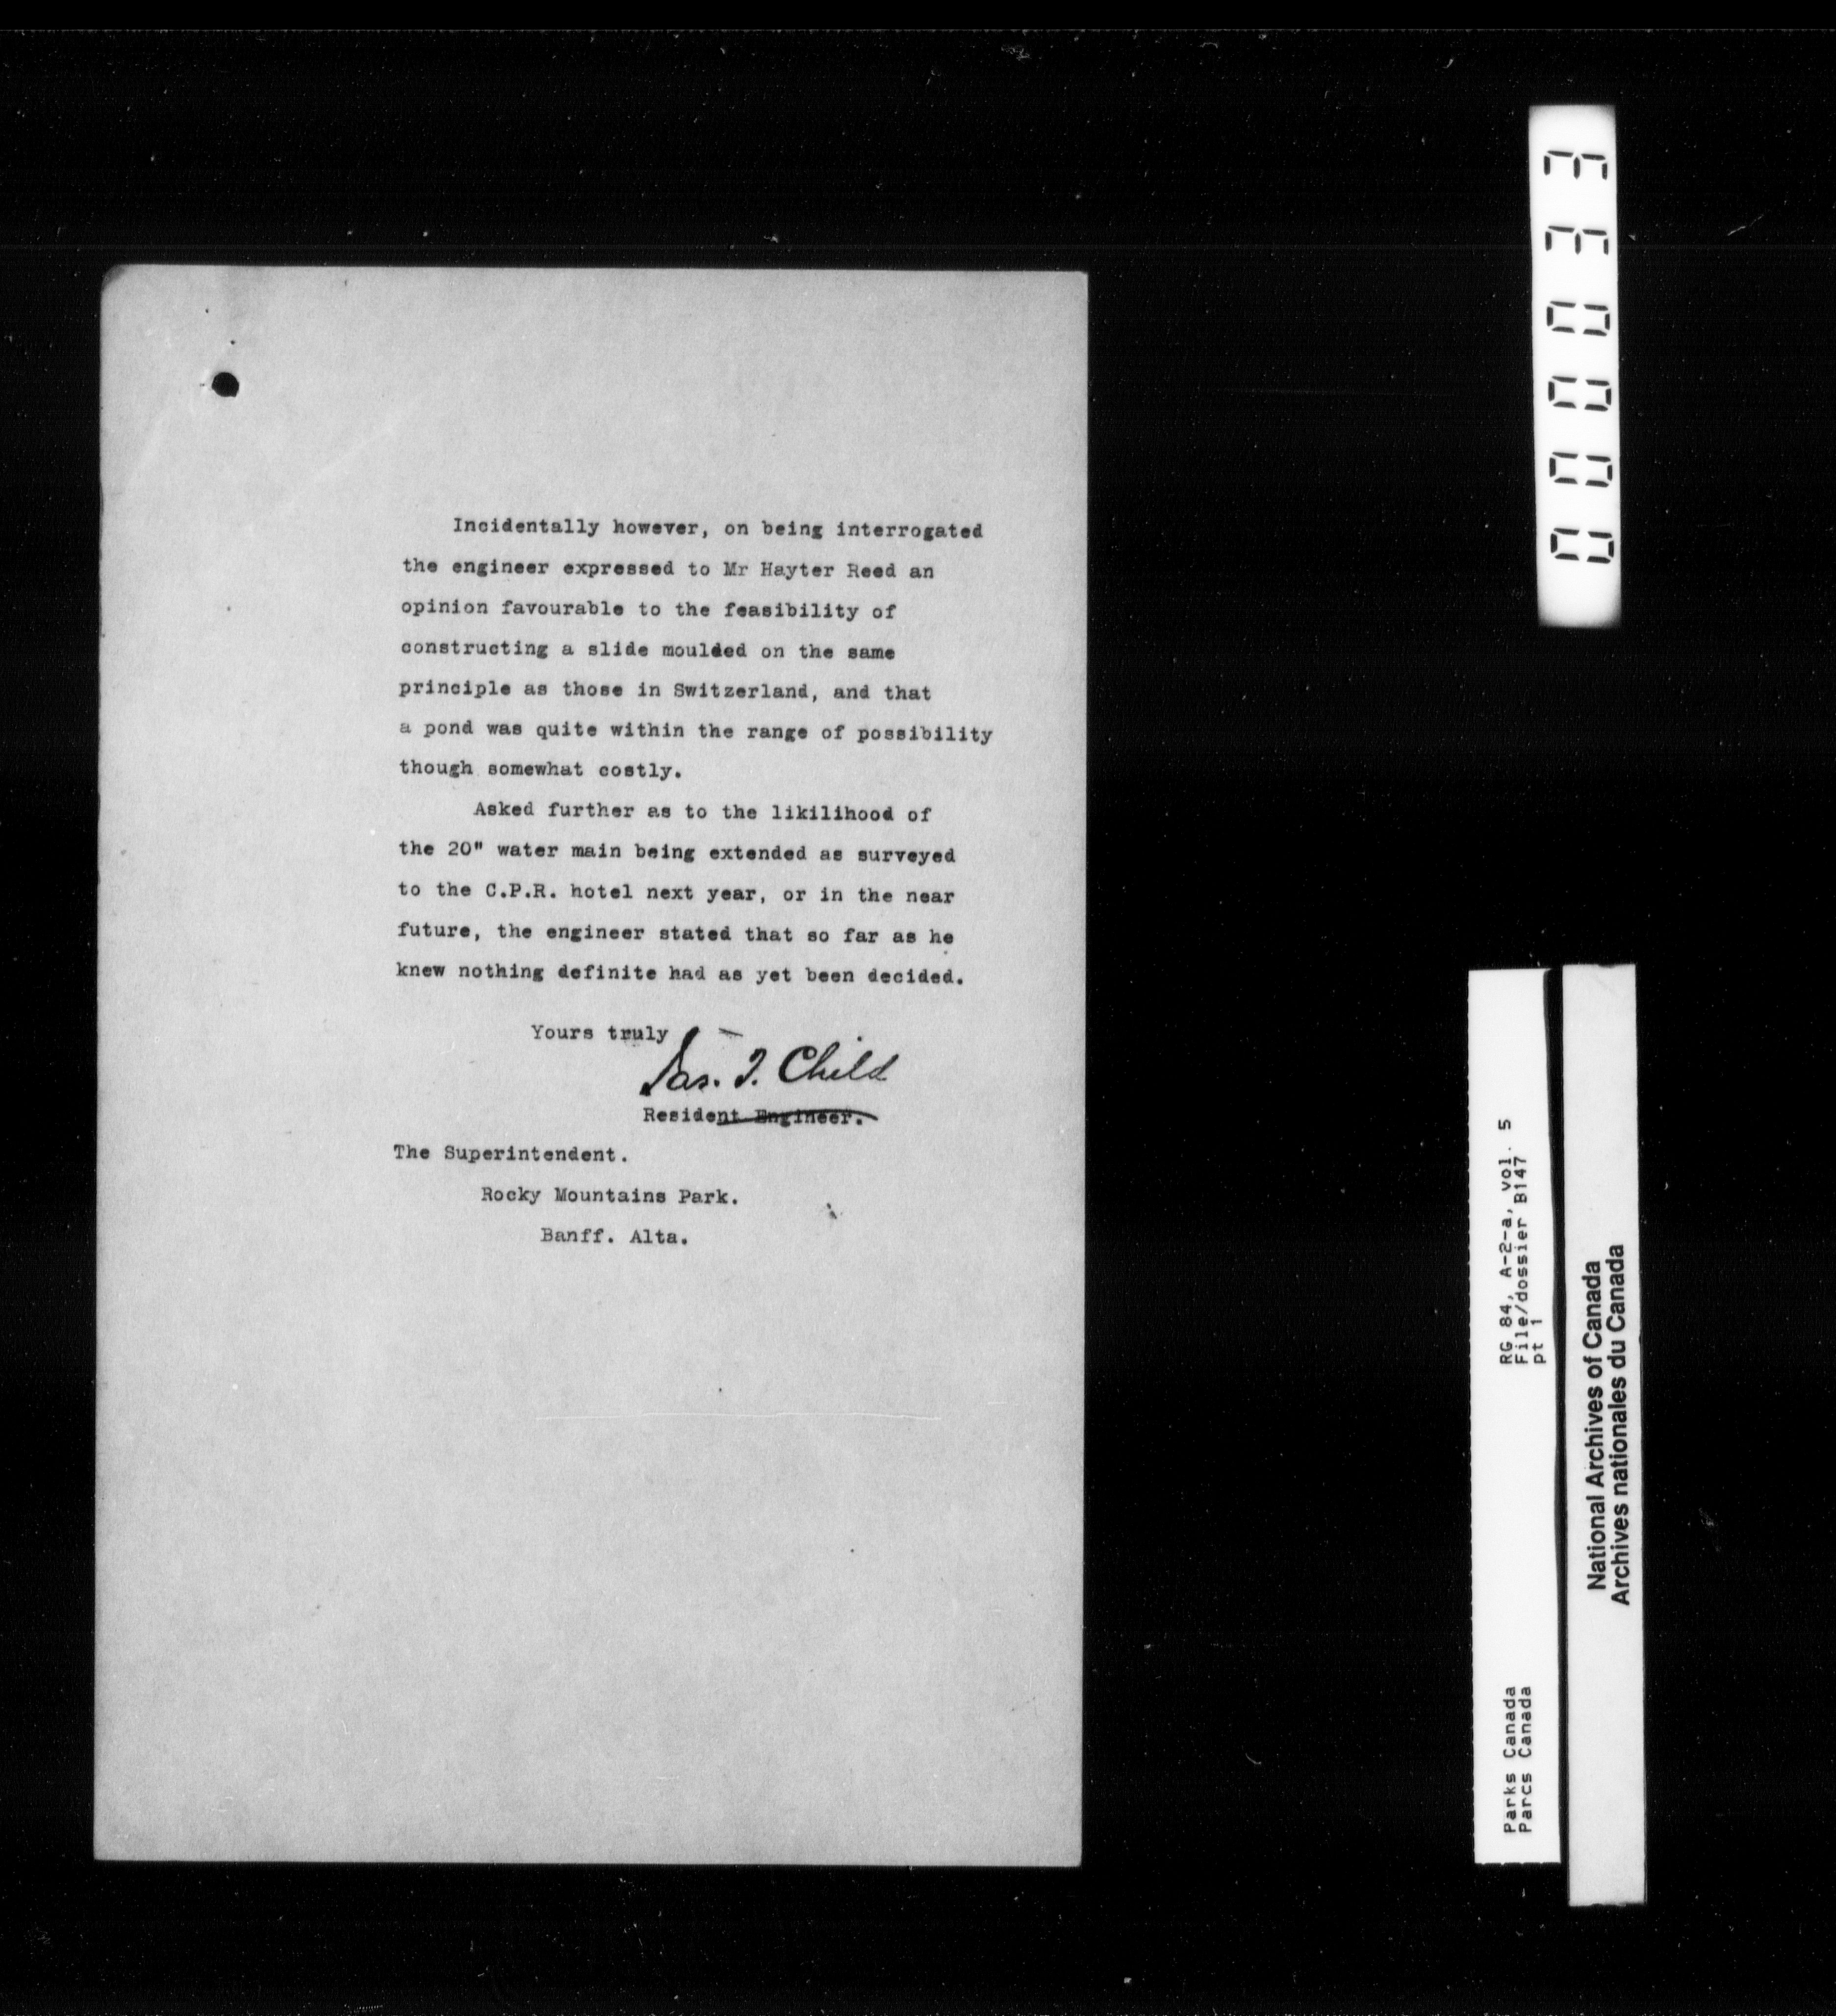 Incidentally however, on being interrogated
the engineer expressed to Mr Hayter Reed an
opinion favourable to the feasibility of
constructing a slide moulded on the same
principle as those in Switzerland, and that
a pond was quite within the range of possibility
though somewhat costly.
Asked further as to the likilihood of
the 20" water main being extended as surveyed
to the C.P.R. hotel next year, or in the near
future, the engineer stated that so far as he
knew nothing definite had as yet been decided.
Yours truly
Jas. T. Child
Resident Engineer.
The Superintendent.
Rocky Mountains Park.
Banff. Alta.
000033
RG 84, A-2-a, vol. 5
File/dossier B147
pt 1
Parks Canada
Parcs Canada
National Archives of Canada
Archives nationales du Canada